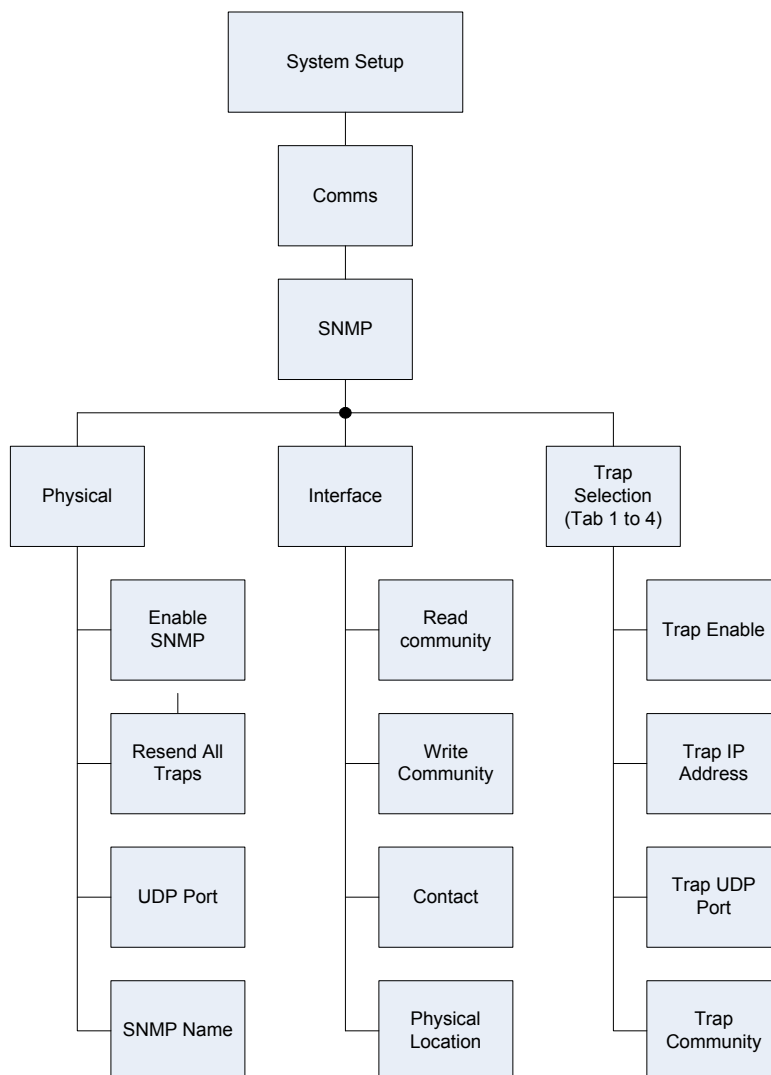 System Setup
Comms
SNMP
Physical
Interface
Trap
Selection
(Tab 1 to 4)
Enable
SNMP
Read
community
Trap Enable
Resend All
Traps
Write
Community
Trap IP
Address
UDP Port
Contact
Trap UDP
Port
SNMP Name
Physical
Location
Trap
Community